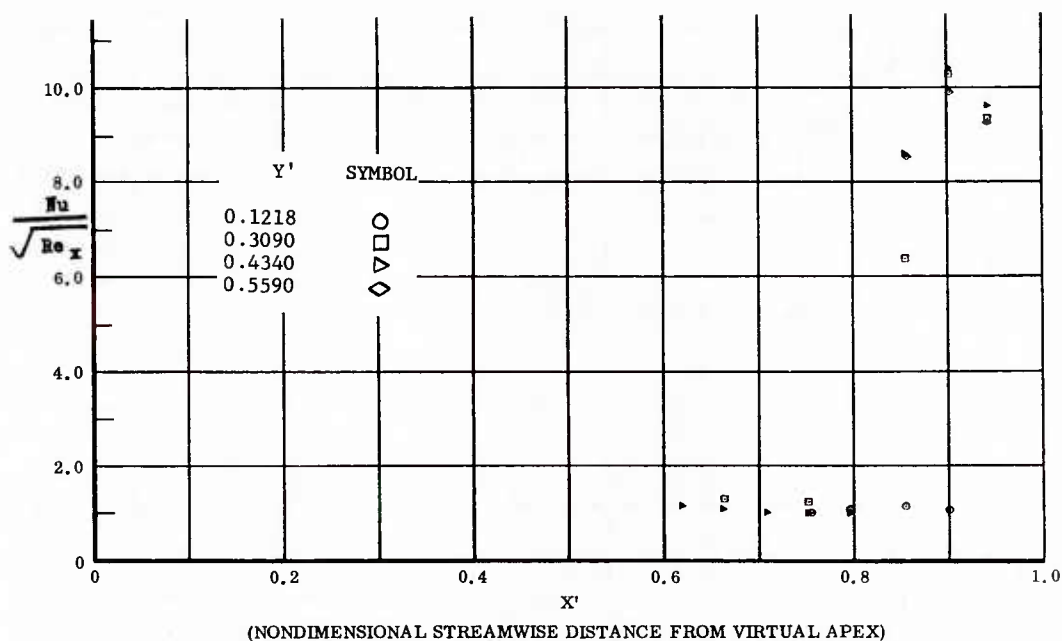 10.0
8.0
6.0
4.0
2.0
0
Nu
√Re x
Y' SYMBOL
0.1218
0.3090
0.4340
0.5590
0 0.2 0.4 0.6 0.8 1.0
X'
(NONDIMENSIONAL STREAMWISE DISTANCE FROM VIRTUAL APEX)